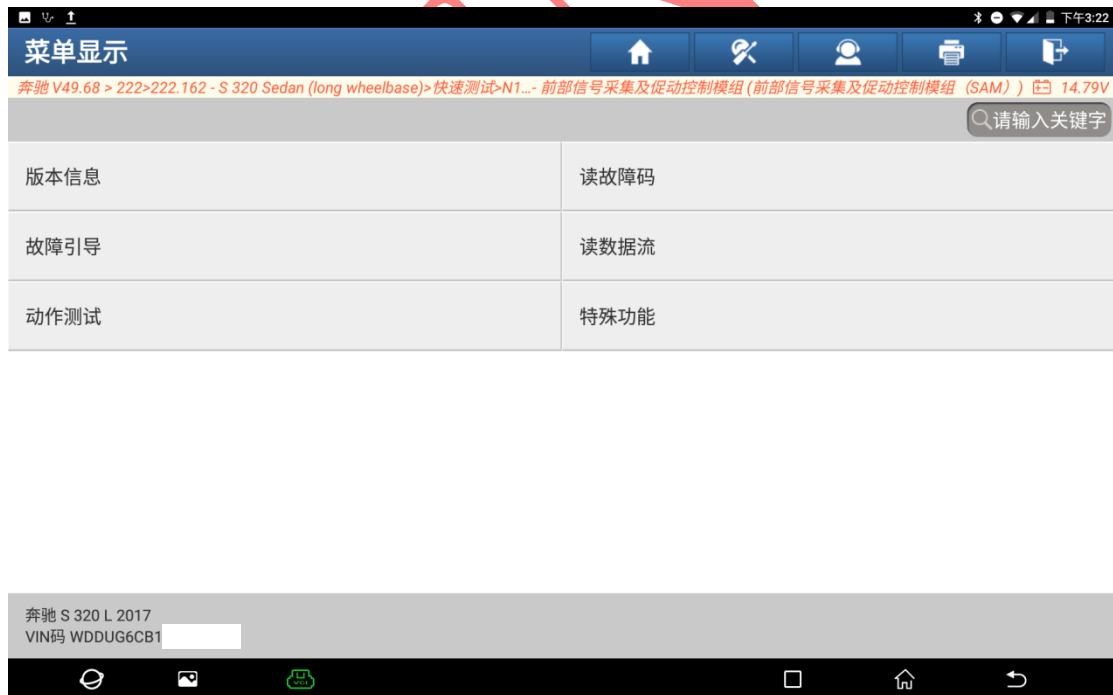 下午3:22
菜单显示
奔驰 V49.68 > 222>222.162 - S 320 Sedan (long wheelbase)>快速测试>N1...- 前部信号采集及促动控制模组 (前部信号采集及促动控制模组（SAM）) 14.79V
请输入关键字
版本信息 读故障码
故障引导 读数据流
动作测试 特殊功能
奔驰 S 320 L 2017
VIN码 WDDUG6CB1
VCI